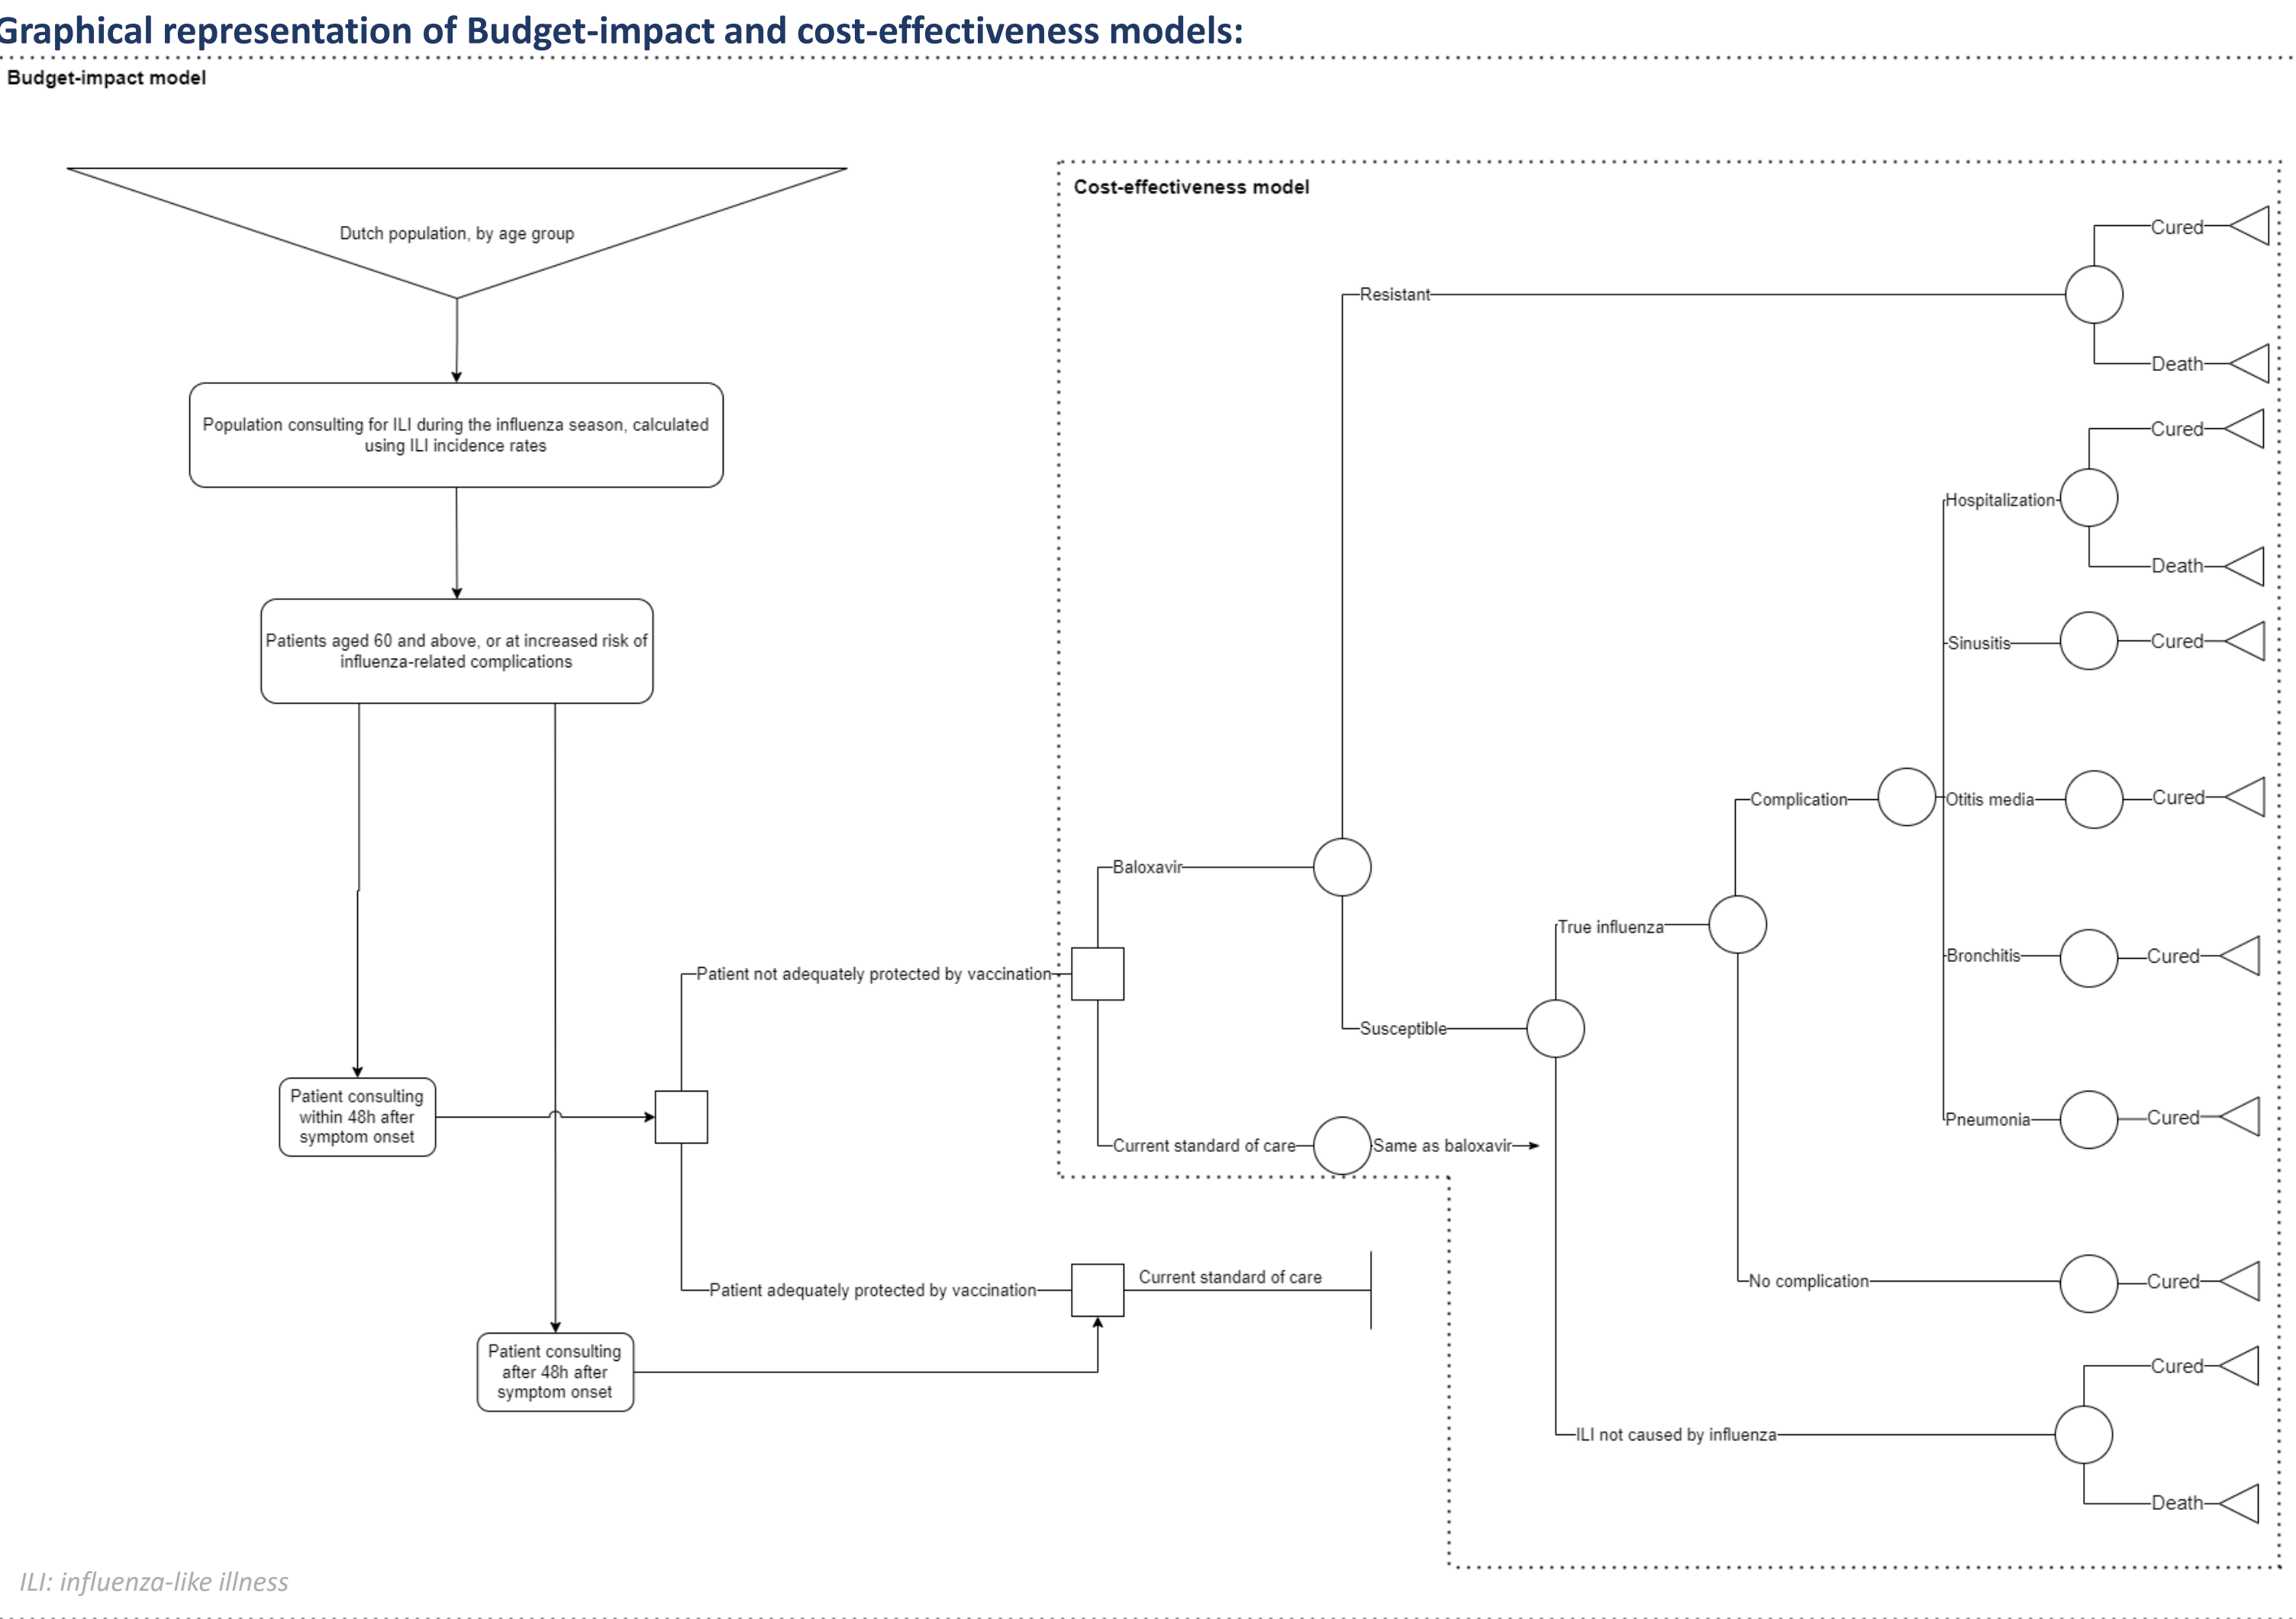 Graphical representation of Budget-impact and cost-effectiveness models:
Budget-impact model
Dutch population, by age group
Population consulting for ILI during the influenza season, calculated
using ILI incidence rates
Patients aged 60 and above, or at increased risk of
influenza-related complications
Patient consulting
within 48h after
symptom onset
Patient consulting
after 48h after
symptom onset
Patient not adequately protected by vaccination
Patient adequately protected by vaccination
Current standard of care
Cost-effectiveness model
Baloxavir
Current standard of care
Same as baloxavir
Resistant
Cured
Death
Susceptible
True influenza
Complication
Hospitalization
Cured
Death
Sinusitis
Cured
Otitis media
Cured
Bronchitis
Cured
Pneumonia
Cured
No complication
Cured
ILI not caused by influenza
Cured
Death
ILI: influenza-like illness